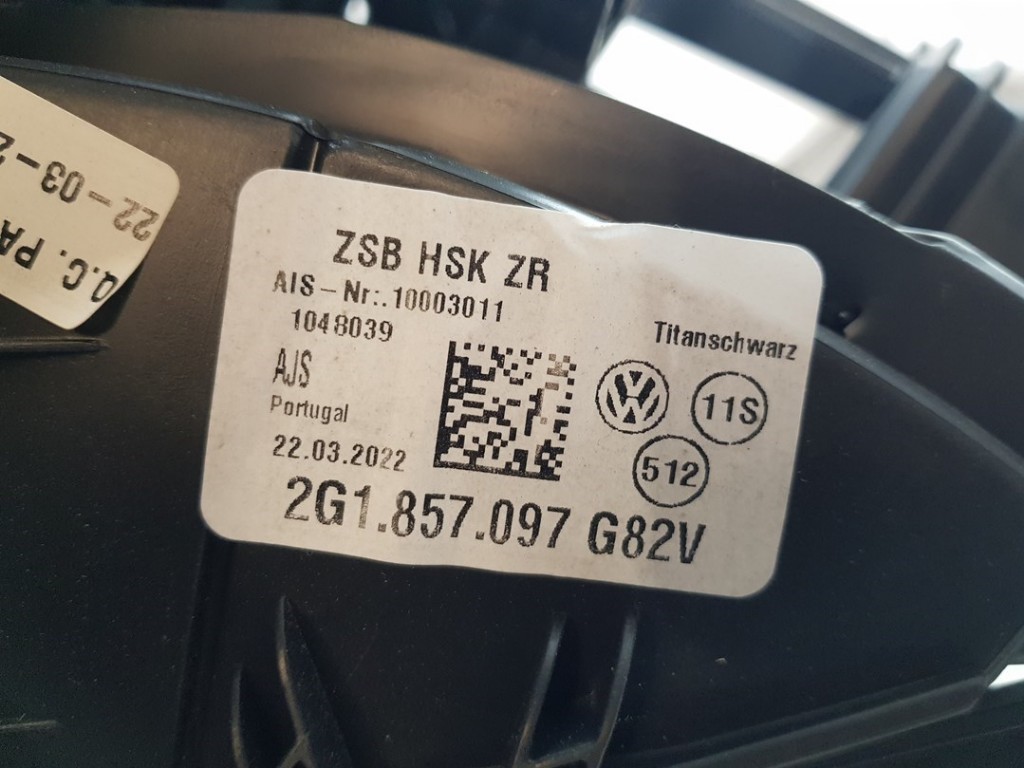 22-03-2
Q.C. PA
ZSB HSK ZR
AIS-Nr:.10003011
1048039
Titanschwarz
AJS
Portugal
11S
22.03.2022
512
2G1.857.097 G82V